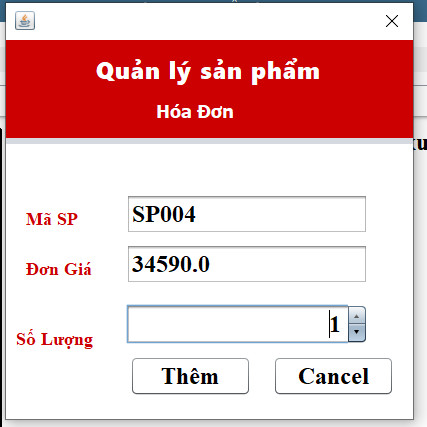 Quản lý sản phẩm
Hóa Đơn
Mã SP
SP004
Đơn Giá
34590.0
Số Lượng
1
Thêm
Cancel